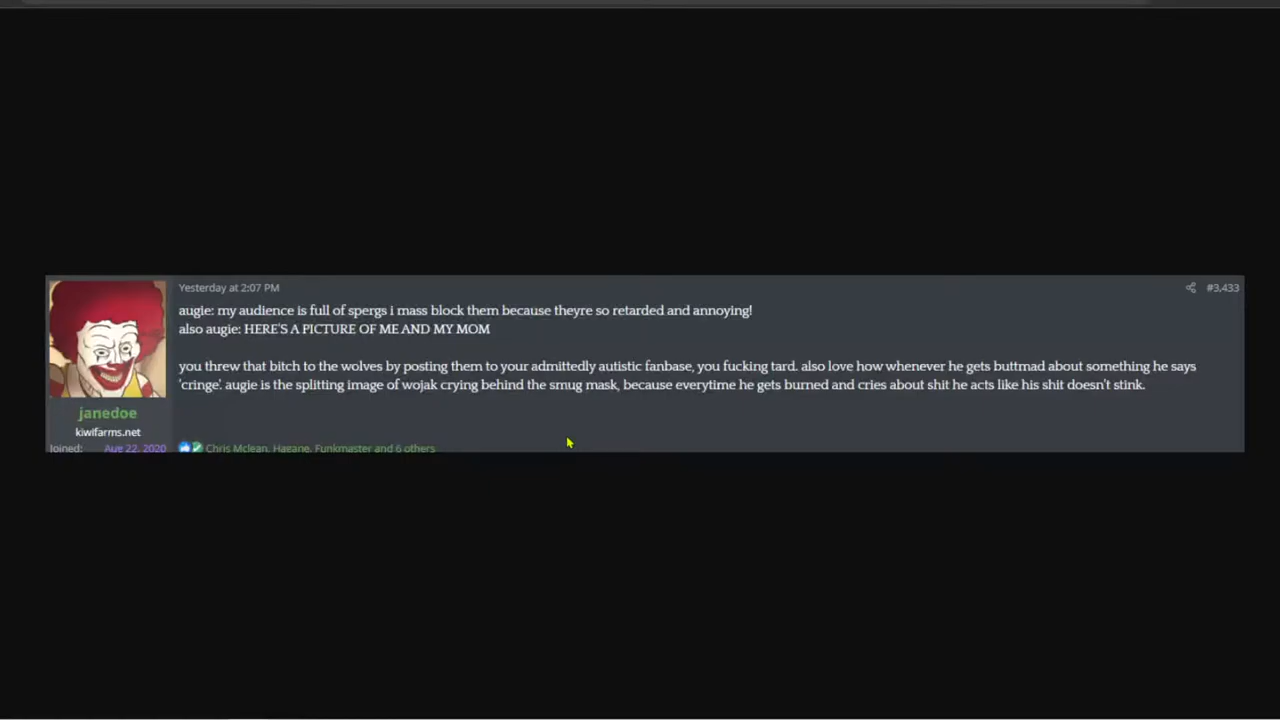 Yesterday at 2:07 PM
#3,433
augie: my audience is full of spergs i mass block them because theyre so retarded and annoying!
also augie: HERE'S A PICTURE OF ME AND MY MOM
you threw that bitch to the wolves by posting them to your admittedly autistic fanbase, you fucking tard. also love how whenever he gets buttmad about something he says
'cringe'. augie is the splitting image of wojak crying behind the smug mask, because everytime he gets burned and cries about shit he acts like his shit doesn't stink.
janedoe
kiwifarms.net
Joined: Aug 22, 2020
Chris Mclean, Hagane, Funkmaster and 6 others